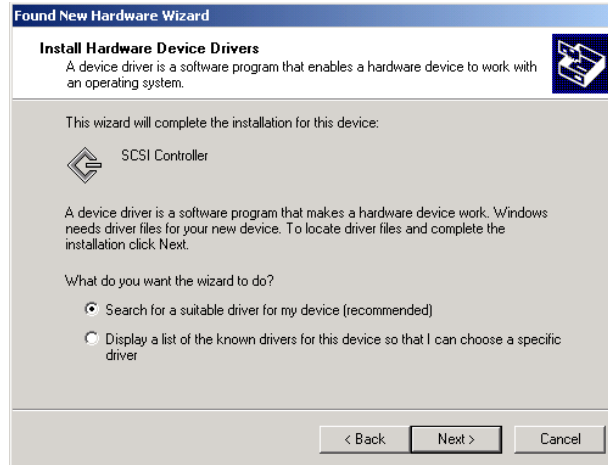 Found New Hardware Wizard
Install Hardware Device Drivers
A device driver is a software program that enables a hardware device to work with
an operating system.
This wizard will complete the installation for this device:
SCSI Controller
A device driver is a software program that makes a hardware device work. Windows
needs driver files for your new device. To locate driver files and complete the
installation click Next.
What do you want the wizard to do?
Search for a suitable driver for my device (recommended)
Display a list of the known drivers for this device so that I can choose a specific
driver
< Back Next > Cancel